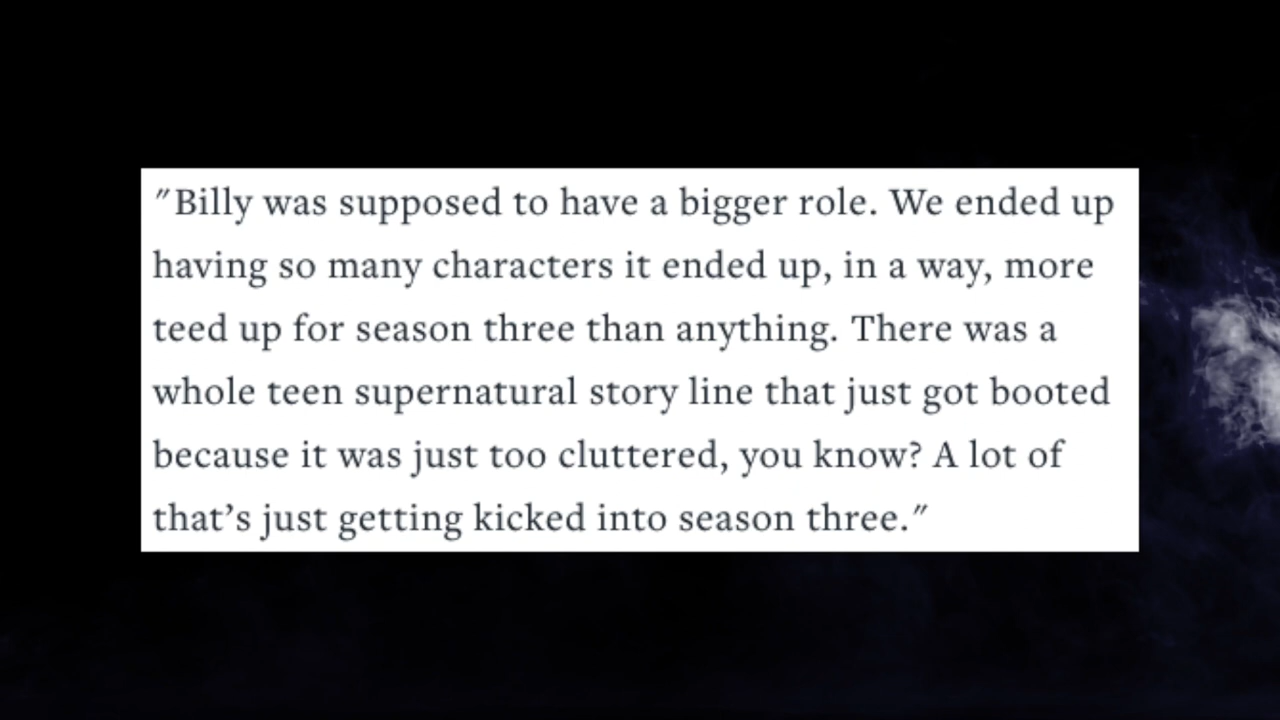 "Billy was supposed to have a bigger role. We ended up
having so many characters it ended up, in a way, more
teed up for season three than anything. There was a
whole teen supernatural story line that just got booted
because it was just too cluttered, you know? A lot of
that’s just getting kicked into season three."